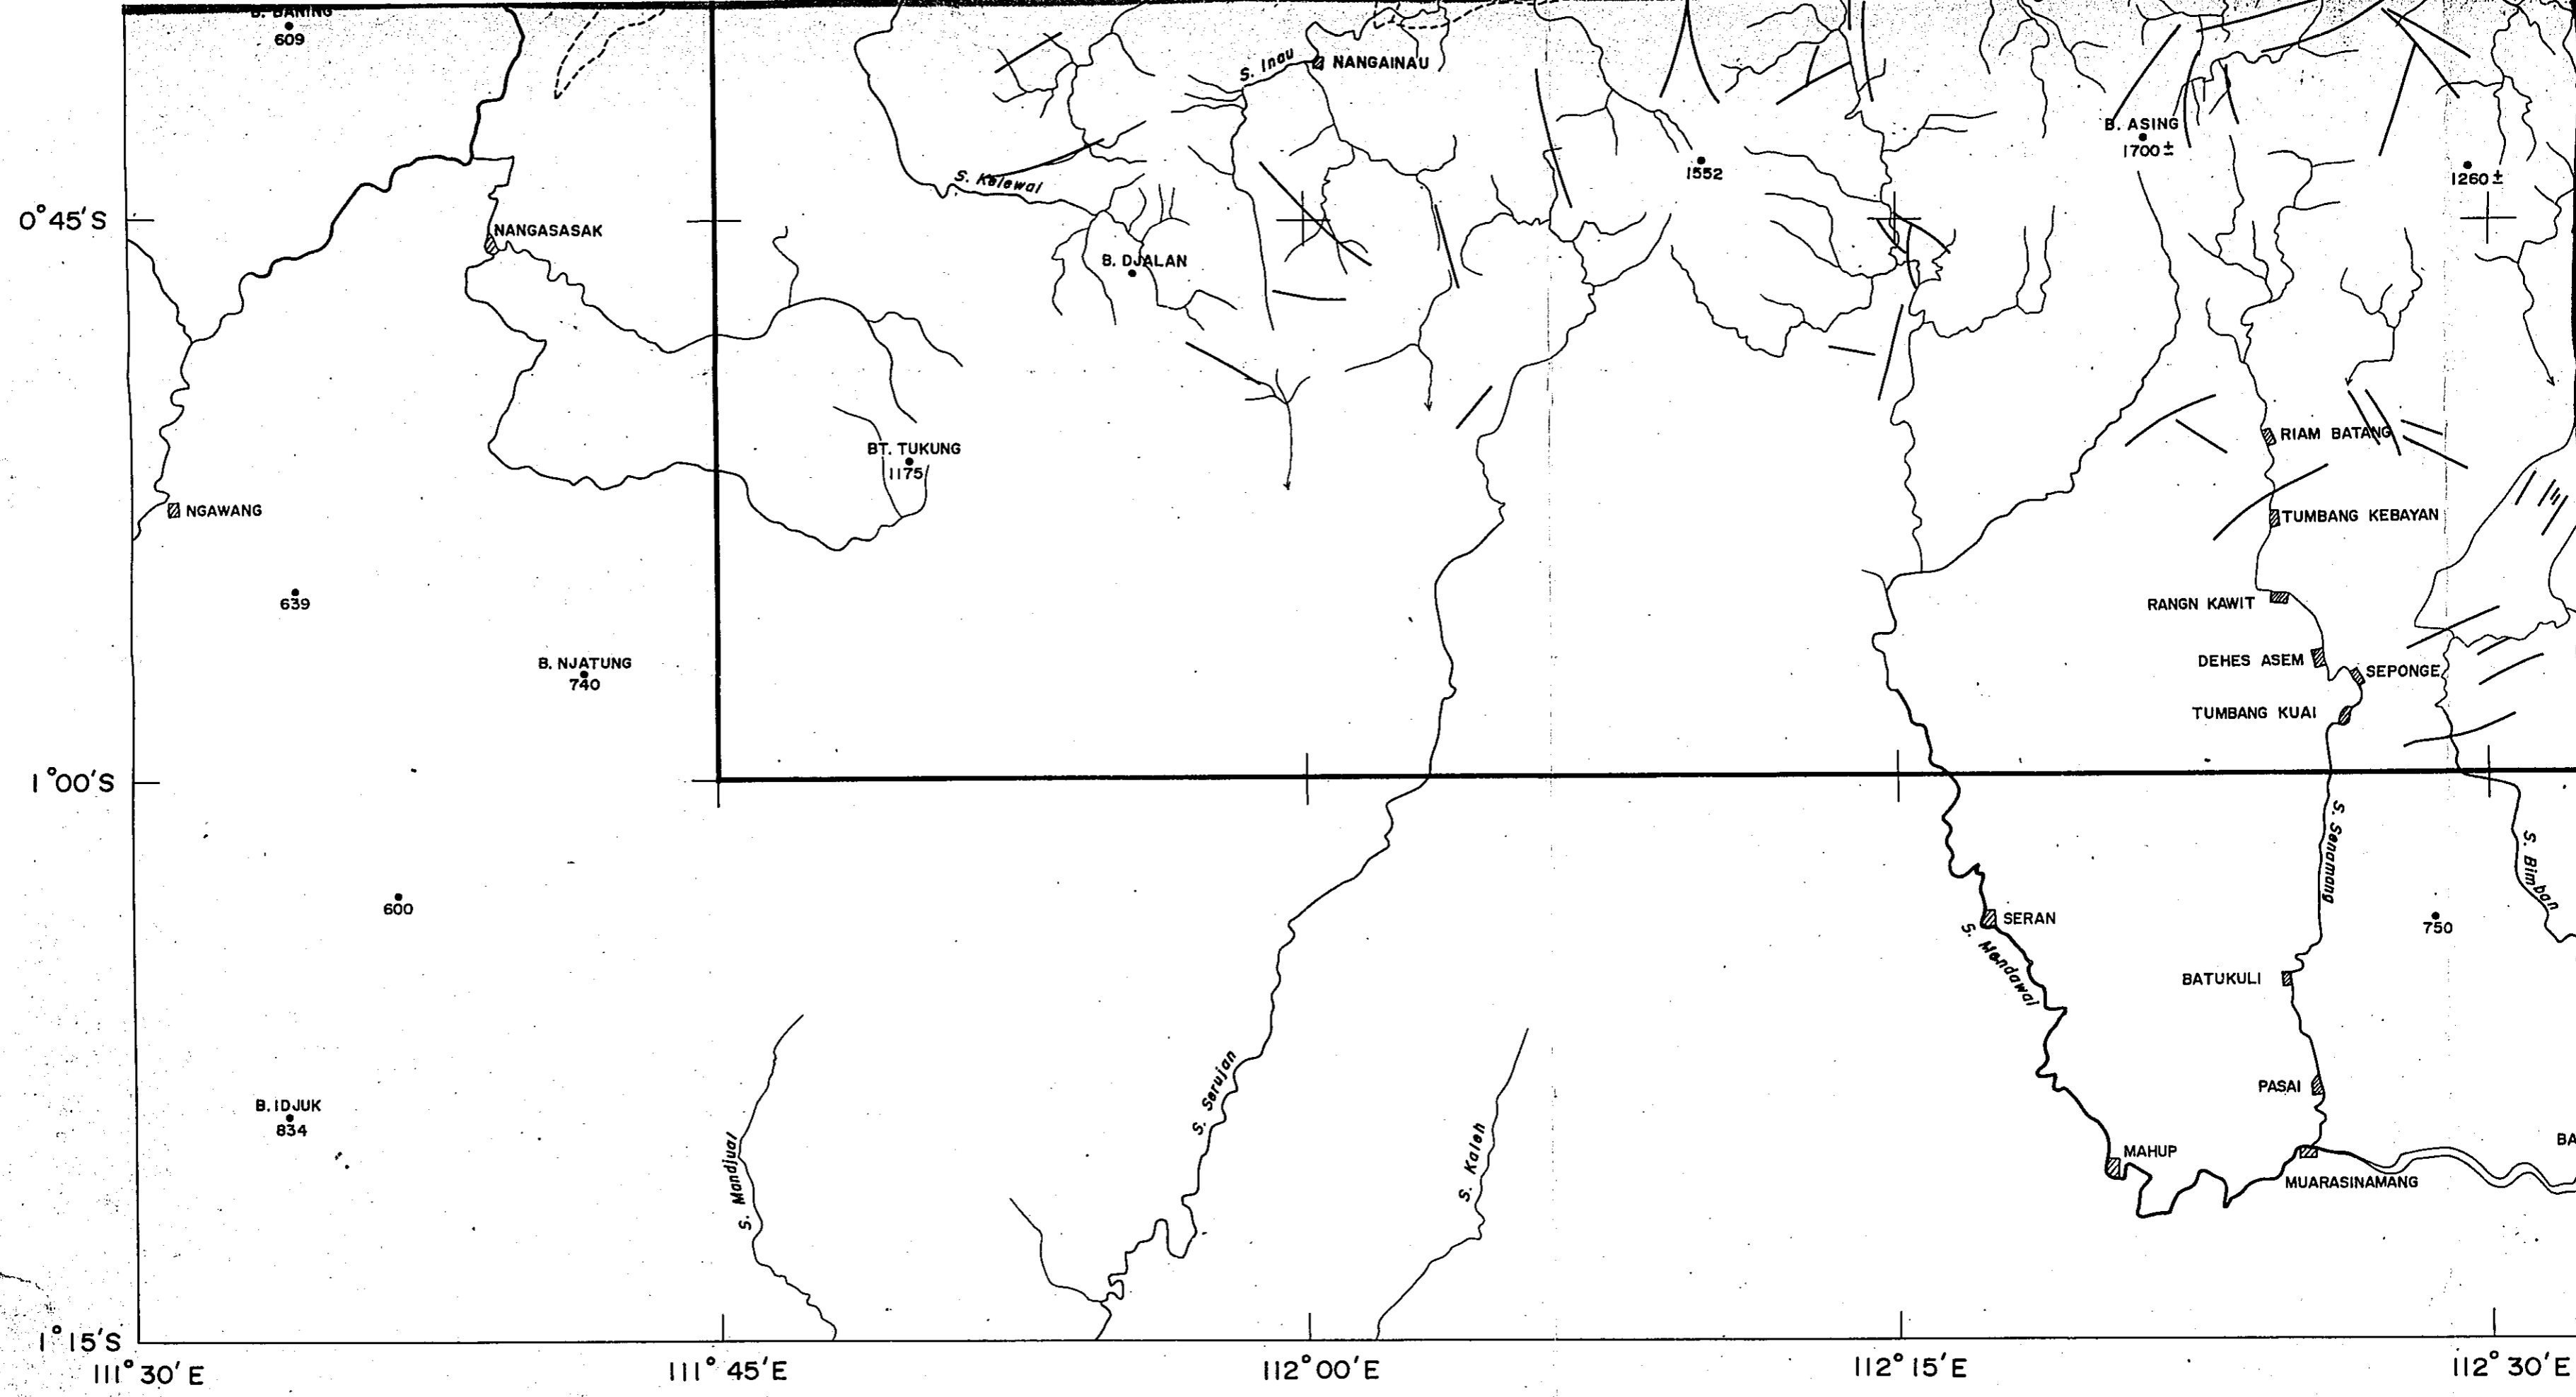 B. BANING
609
S. Inau
NANGAINAU
B. ASING
1700±
1552
1260±
S. Kelewai
0°45'S
NANGASASAK
B. DJALAN
RIAM BATANG
BT. TUKUNG
1175
NGAWANG
TUMBANG KEBAYAN
639
RANGN KAWIT
B. NJATUNG
740
DEHES ASEM
SEPONGE
TUMBANG KUAI
1°00'S
S. Senamang
S. Bimban
600
SERAN
750
S. Mendawai
BATUKULI
S. Serujan
PASAI
B. IDJUK
834
S. Mandjual
S. Kaleh
BA
MAHUP
MUARASINAMANG
1°15'S
111°30'E
111°45'E
112°00'E
112°15'E
112°30'E